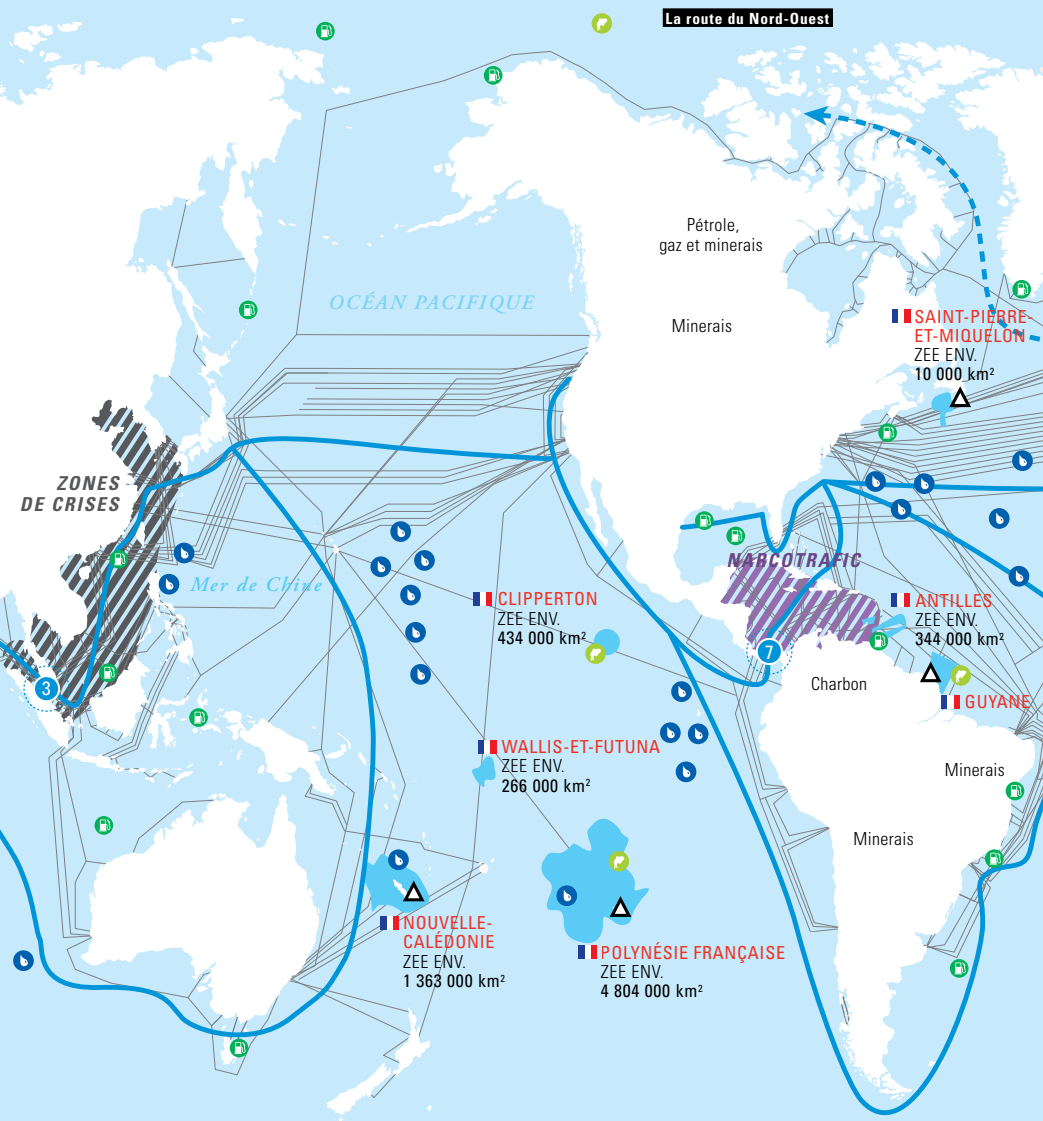 La route du Nord-Ouest
Pétrole,
gaz et minerais
OCÉAN PACIFIQUE
Minerais
SAINT-PIERRE-
ET-MIQUELON
ZEE ENV.
10 000 km²
ZONES
DE CRISES
NARCOTRAFIC
Mer de Chine
CLIPPERTON
ZEE ENV.
434 000 km²
ANTILLES
ZEE ENV.
344 000 km²
3
7
Charbon
GUYANE
WALLIS-ET-FUTUNA
ZEE ENV.
266 000 km²
Minerais
Minerais
NOUVELLE-
CALÉDONIE
ZEE ENV.
1 363 000 km²
POLYNÉSIE FRANÇAISE
ZEE ENV.
4 804 000 km²